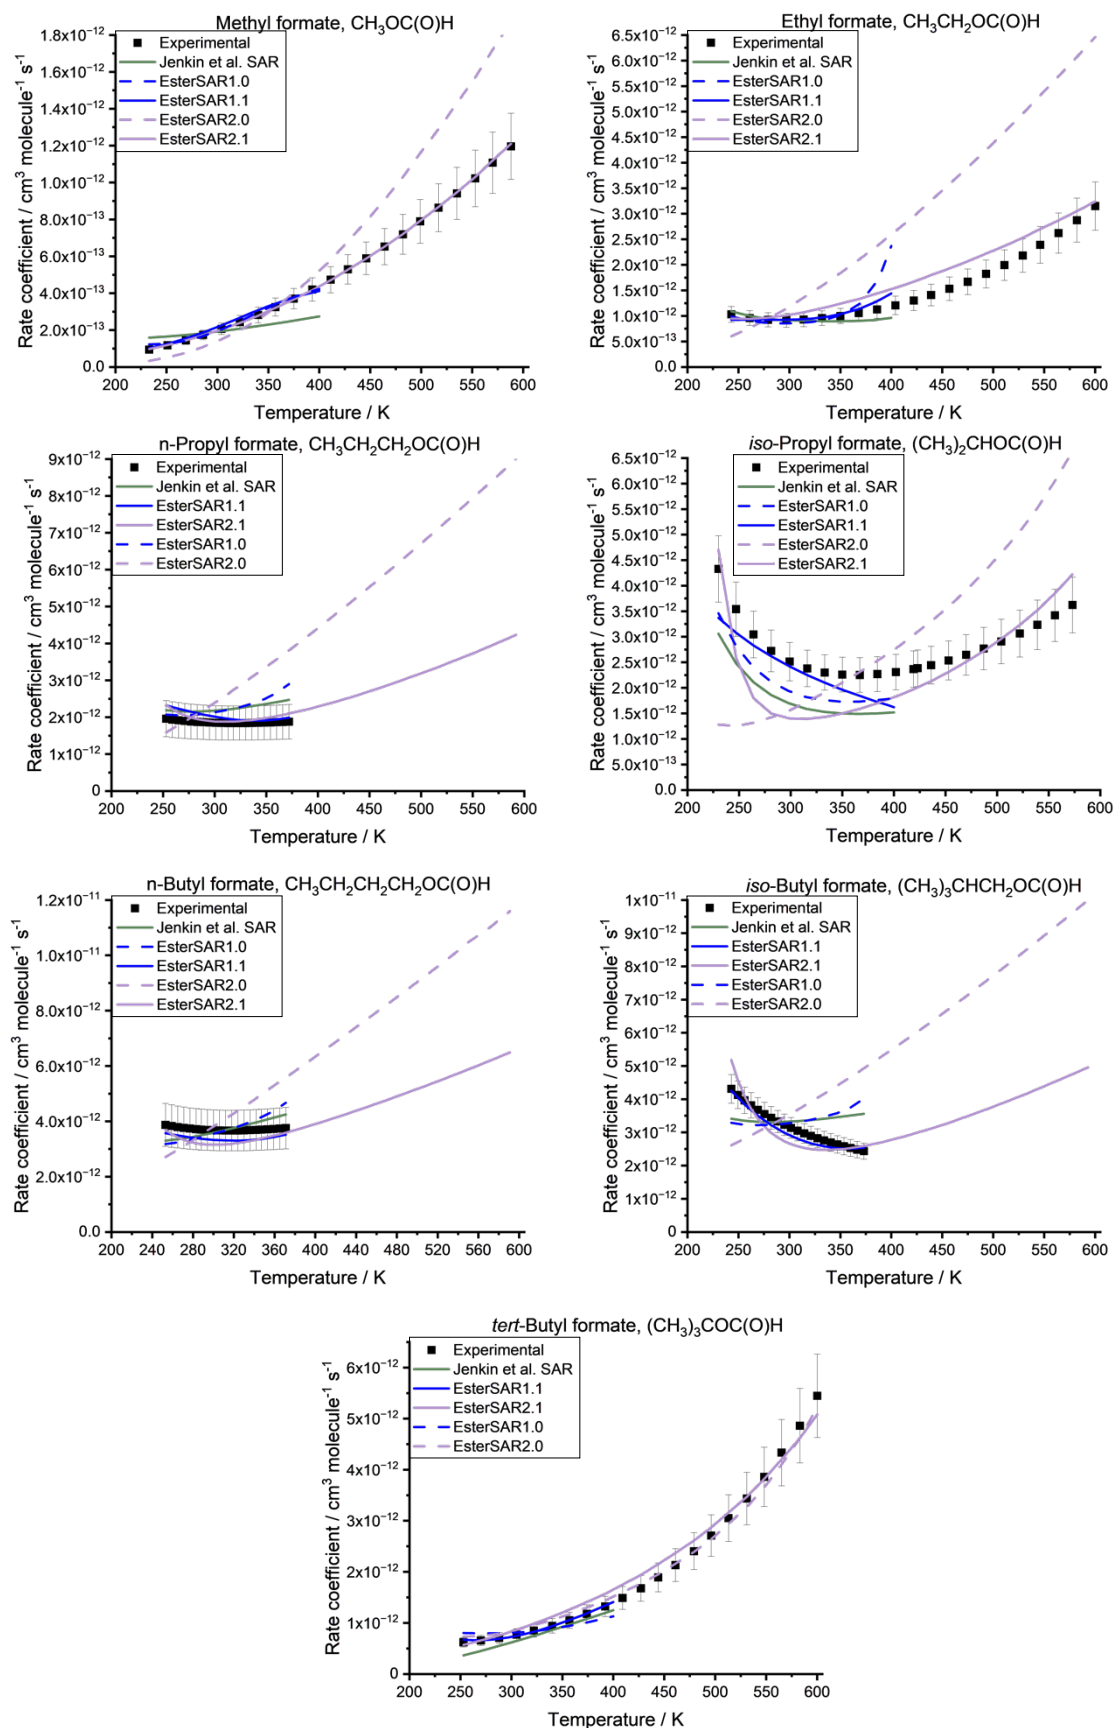 Methyl formate, CH₃OC(O)H
Rate coefficient / cm³ molecule⁻¹ s⁻¹
1.8x10⁻¹²
1.6x10⁻¹²
1.4x10⁻¹²
1.2x10⁻¹²
1.0x10⁻¹²
8.0x10⁻¹³
6.0x10⁻¹³
4.0x10⁻¹³
2.0x10⁻¹³
0.0
Experimental
Jenkin et al. SAR
EsterSAR1.0
EsterSAR1.1
EsterSAR2.0
EsterSAR2.1
200 250 300 350 400 450 500 550 600
Temperature / K
Ethyl formate, CH₃CH₂OC(O)H
Rate coefficient / cm³ molecule⁻¹ s⁻¹
6.5x10⁻¹²
6.0x10⁻¹²
5.5x10⁻¹²
5.0x10⁻¹²
4.5x10⁻¹²
4.0x10⁻¹²
3.5x10⁻¹²
3.0x10⁻¹²
2.5x10⁻¹²
2.0x10⁻¹²
1.5x10⁻¹²
1.0x10⁻¹²
5.0x10⁻¹³
0.0
Experimental
Jenkin et al. SAR
EsterSAR1.0
EsterSAR1.1
EsterSAR2.0
EsterSAR2.1
200 250 300 350 400 450 500 550 600
Temperature / K
n-Propyl formate, CH₃CH₂CH₂OC(O)H
Rate coefficient / cm³ molecule⁻¹ s⁻¹
9x10⁻¹²
8x10⁻¹²
7x10⁻¹²
6x10⁻¹²
5x10⁻¹²
4x10⁻¹²
3x10⁻¹²
2x10⁻¹²
1x10⁻¹²
0
Experimental
Jenkin et al. SAR
EsterSAR1.1
EsterSAR2.1
EsterSAR1.0
EsterSAR2.0
200 250 300 350 400 450 500 550 600
Temperature / K
iso-Propyl formate, (CH₃)₂CHOC(O)H
Rate coefficient / cm³ molecule⁻¹ s⁻¹
6.5x10⁻¹²
6.0x10⁻¹²
5.5x10⁻¹²
5.0x10⁻¹²
4.5x10⁻¹²
4.0x10⁻¹²
3.5x10⁻¹²
3.0x10⁻¹²
2.5x10⁻¹²
2.0x10⁻¹²
1.5x10⁻¹²
1.0x10⁻¹²
5.0x10⁻¹³
0.0
Experimental
Jenkin et al. SAR
EsterSAR1.0
EsterSAR1.1
EsterSAR2.0
EsterSAR2.1
200 250 300 350 400 450 500 550 600
Temperature / K
n-Butyl formate, CH₃CH₂CH₂CH₂OC(O)H
Rate coefficient / cm³ molecule⁻¹ s⁻¹
1.2x10⁻¹¹
1.0x10⁻¹¹
8.0x10⁻¹²
6.0x10⁻¹²
4.0x10⁻¹²
2.0x10⁻¹²
0.0
Experimental
Jenkin et al. SAR
EsterSAR1.0
EsterSAR1.1
EsterSAR2.0
EsterSAR2.1
200 240 280 320 360 400 440 480 520 560 600
Temperature / K
iso-Butyl formate, (CH₃)₃CHCH₂OC(O)H
Rate coefficient / cm³ molecule⁻¹ s⁻¹
1x10⁻¹¹
9x10⁻¹²
8x10⁻¹²
7x10⁻¹²
6x10⁻¹²
5x10⁻¹²
4x10⁻¹²
3x10⁻¹²
2x10⁻¹²
1x10⁻¹²
0
Experimental
Jenkin et al. SAR
EsterSAR1.1
EsterSAR2.1
EsterSAR1.0
EsterSAR2.0
200 250 300 350 400 450 500 550 600
Temperature / K
tert-Butyl formate, (CH₃)₃COC(O)H
Rate coefficient / cm³ molecule⁻¹ s⁻¹
6x10⁻¹²
5x10⁻¹²
4x10⁻¹²
3x10⁻¹²
2x10⁻¹²
1x10⁻¹²
0
Experimental
Jenkin et al. SAR
EsterSAR1.1
EsterSAR2.1
EsterSAR1.0
EsterSAR2.0
200 250 300 350 400 450 500 550 600
Temperature / K